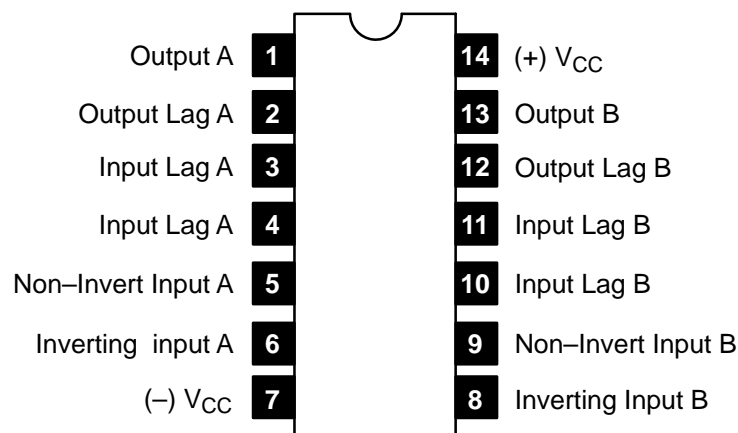 Output A 1 14 (+) VCC
Output Lag A 2 13 Output B
Input Lag A 3 12 Output Lag B
Input Lag A 4 11 Input Lag B
Non–Invert Input A 5 10 Input Lag B
Inverting input A 6 9 Non–Invert Input B
(–) VCC 7 8 Inverting Input B